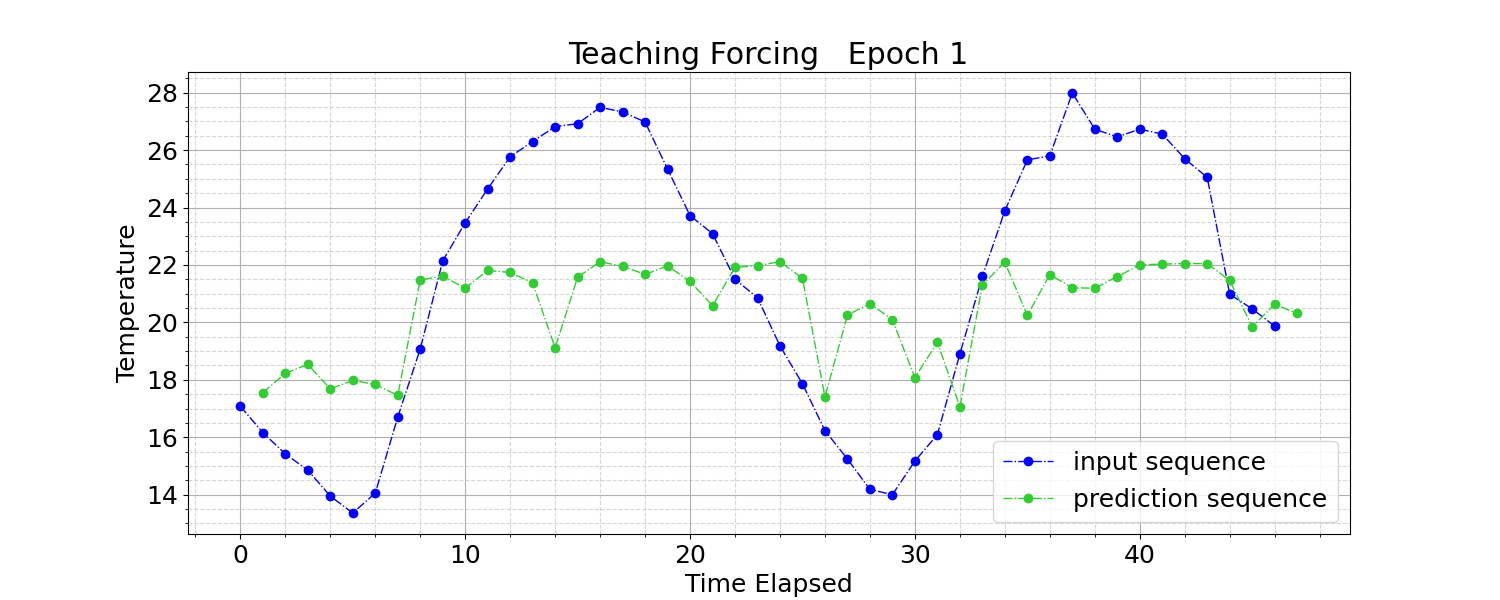 Teaching Forcing   Epoch 1
28
26
24
22
20
18
16
14
Temperature
0 10 20 30 40
Time Elapsed
input sequence
prediction sequence